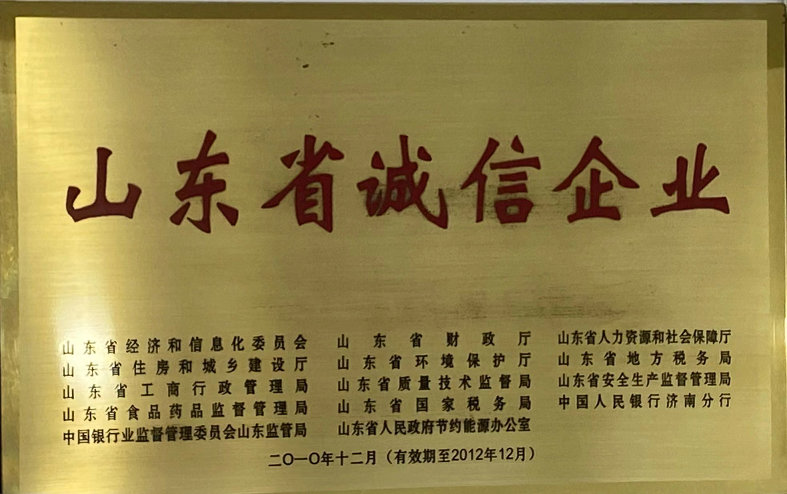 山东省诚信企业
山东省经济和信息化委员会 山东省财政厅 山东省人力资源和社会保障厅
山东省住房和城乡建设厅 山东省环境保护厅 山东省地方税务局
山东省工商行政管理局 山东省质量技术监督局 山东省安全生产监督管理局
山东省食品药品监督管理局 山东省国家税务局 中国人民银行济南分行
中国银行业监督管理委员会山东监管局 山东省人民政府节约能源办公室
二〇一〇年十二月（有效期至2012年12月）